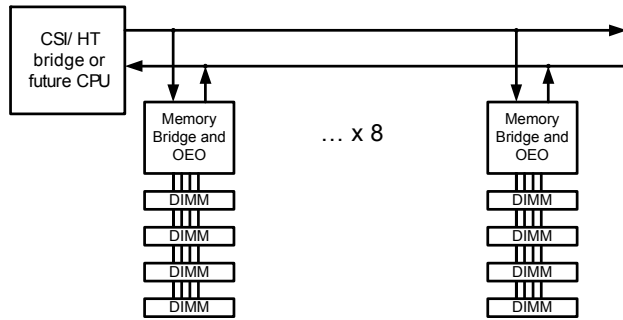 CSI/ HT
bridge or
future CPU
Memory
Bridge and
OEO
... x 8
Memory
Bridge and
OEO
DIMM
DIMM
DIMM
DIMM
DIMM
DIMM
DIMM
DIMM